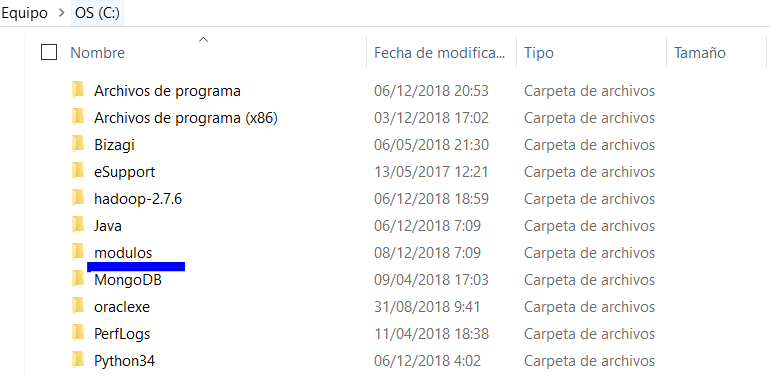 Equipo > OS (C:)
Nombre Fecha de modifica... Tipo Tamaño
Archivos de programa 06/12/2018 20:53 Carpeta de archivos
Archivos de programa (x86) 03/12/2018 17:02 Carpeta de archivos
Bizagi 06/05/2018 21:30 Carpeta de archivos
eSupport 13/05/2017 12:21 Carpeta de archivos
hadoop-2.7.6 06/12/2018 18:59 Carpeta de archivos
Java 06/12/2018 7:09 Carpeta de archivos
modulos 08/12/2018 7:09 Carpeta de archivos
MongoDB 09/04/2018 17:03 Carpeta de archivos
oraclexe 31/08/2018 9:41 Carpeta de archivos
PerfLogs 11/04/2018 18:38 Carpeta de archivos
Python34 06/12/2018 4:02 Carpeta de archivos